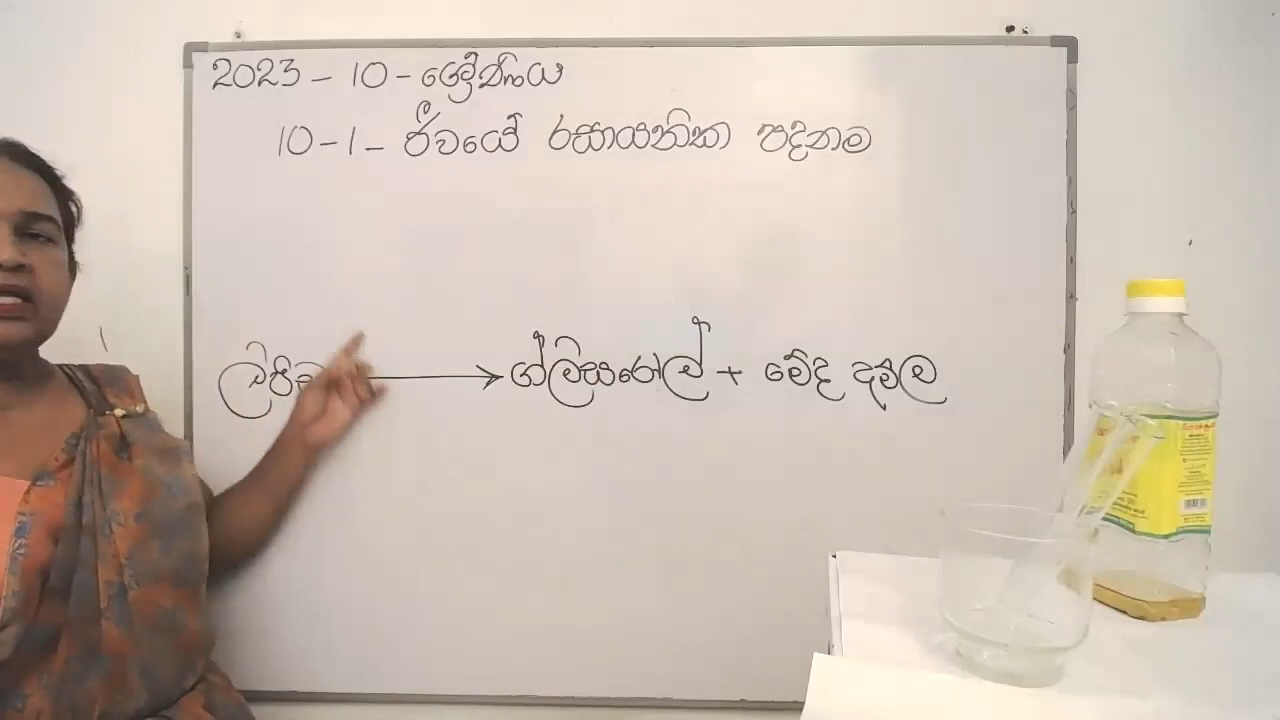 2023 - 10 - ශ්‍රේණිය
10-1- ජීවයේ රසායනික පදනම
→ ග්ලිසරෝල් + මේද අම්ල